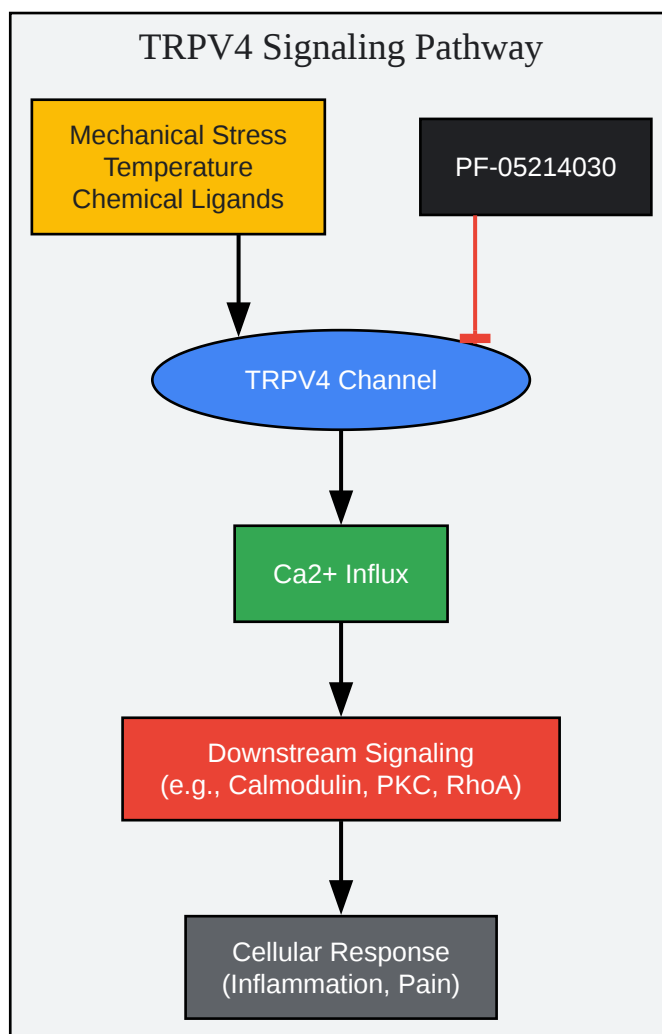 TRPV4 Signaling Pathway
Mechanical Stress
Temperature
Chemical Ligands
PF-05214030
TRPV4 Channel
Ca2+ Influx
Downstream Signaling
(e.g., Calmodulin, PKC, RhoA)
Cellular Response
(Inflammation, Pain)